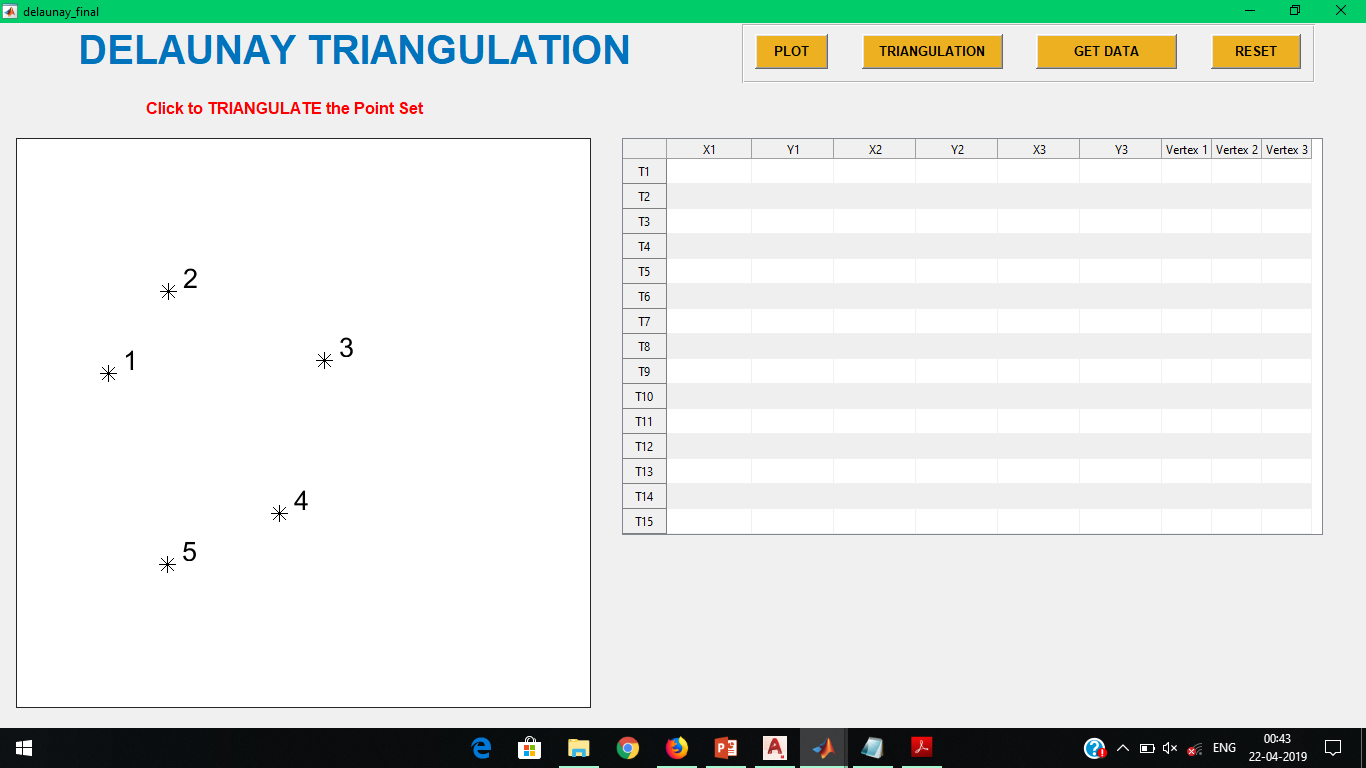 delaunay_final
DELAUNAY TRIANGULATION
PLOT TRIANGULATION GET DATA RESET
Click to TRIANGULATE the Point Set
2
3
1
4
5
X1 Y1 X2 Y2 X3 Y3 Vertex 1 Vertex 2 Vertex 3
T1
T2
T3
T4
T5
T6
T7
T8
T9
T10
T11
T12
T13
T14
T15
ENG
00:43
22-04-2019